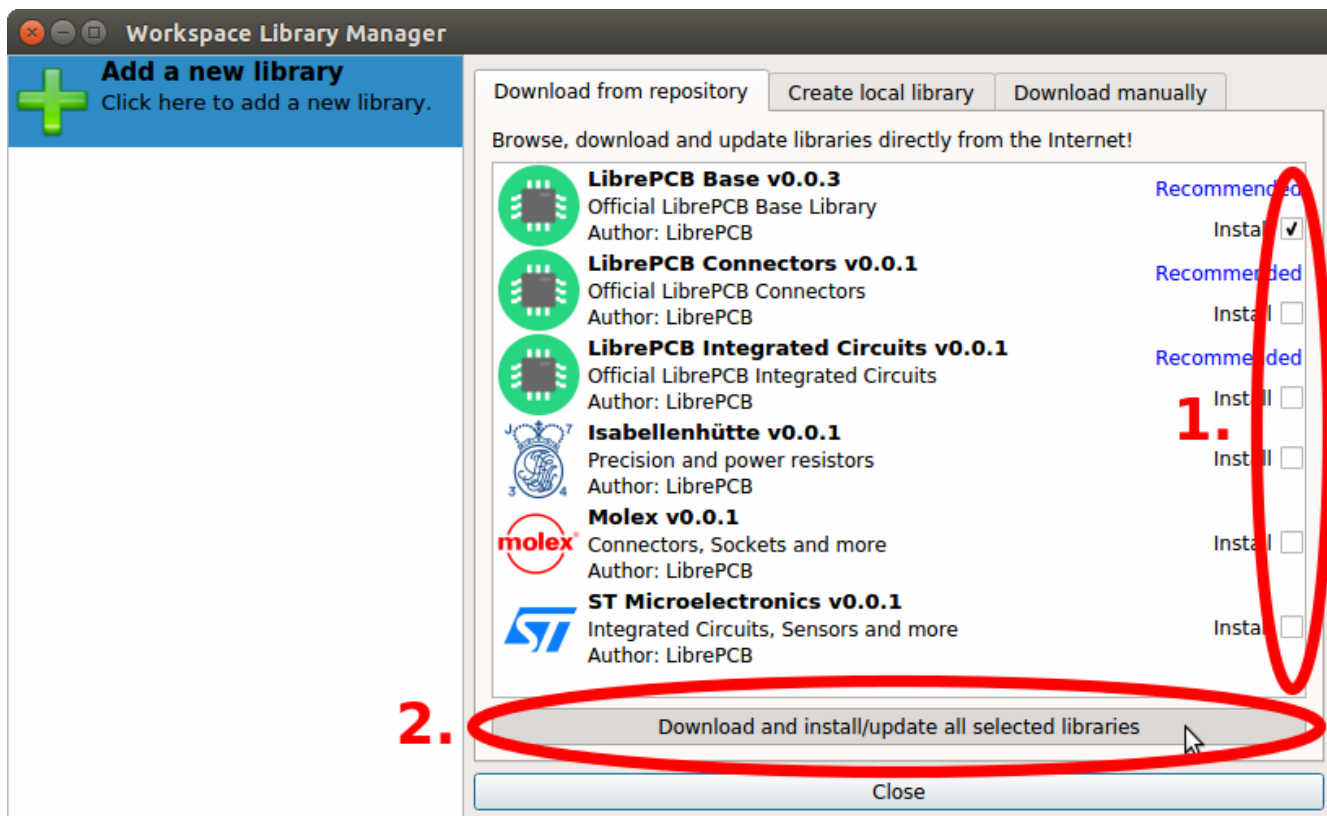 Workspace Library Manager
Add a new library
Click here to add a new library.
Download from repository
Create local library
Download manually
Browse, download and update libraries directly from the Internet!
LibrePCB Base v0.0.3
Recommended
Official LibrePCB Base Library
Author: LibrePCB
Install
LibrePCB Connectors v0.0.1
Recommended
Official LibrePCB Connectors
Author: LibrePCB
Install
LibrePCB Integrated Circuits v0.0.1
Recommended
Official LibrePCB Integrated Circuits
Author: LibrePCB
Install
1.
J 7
3 4
Isabellenhütte v0.0.1
Precision and power resistors
Install
Author: LibrePCB
molex®
Molex v0.0.1
Connectors, Sockets and more
Install
Author: LibrePCB
ST
ST Microelectronics v0.0.1
Integrated Circuits, Sensors and more
Install
Author: LibrePCB
2.
Download and install/update all selected libraries
Close